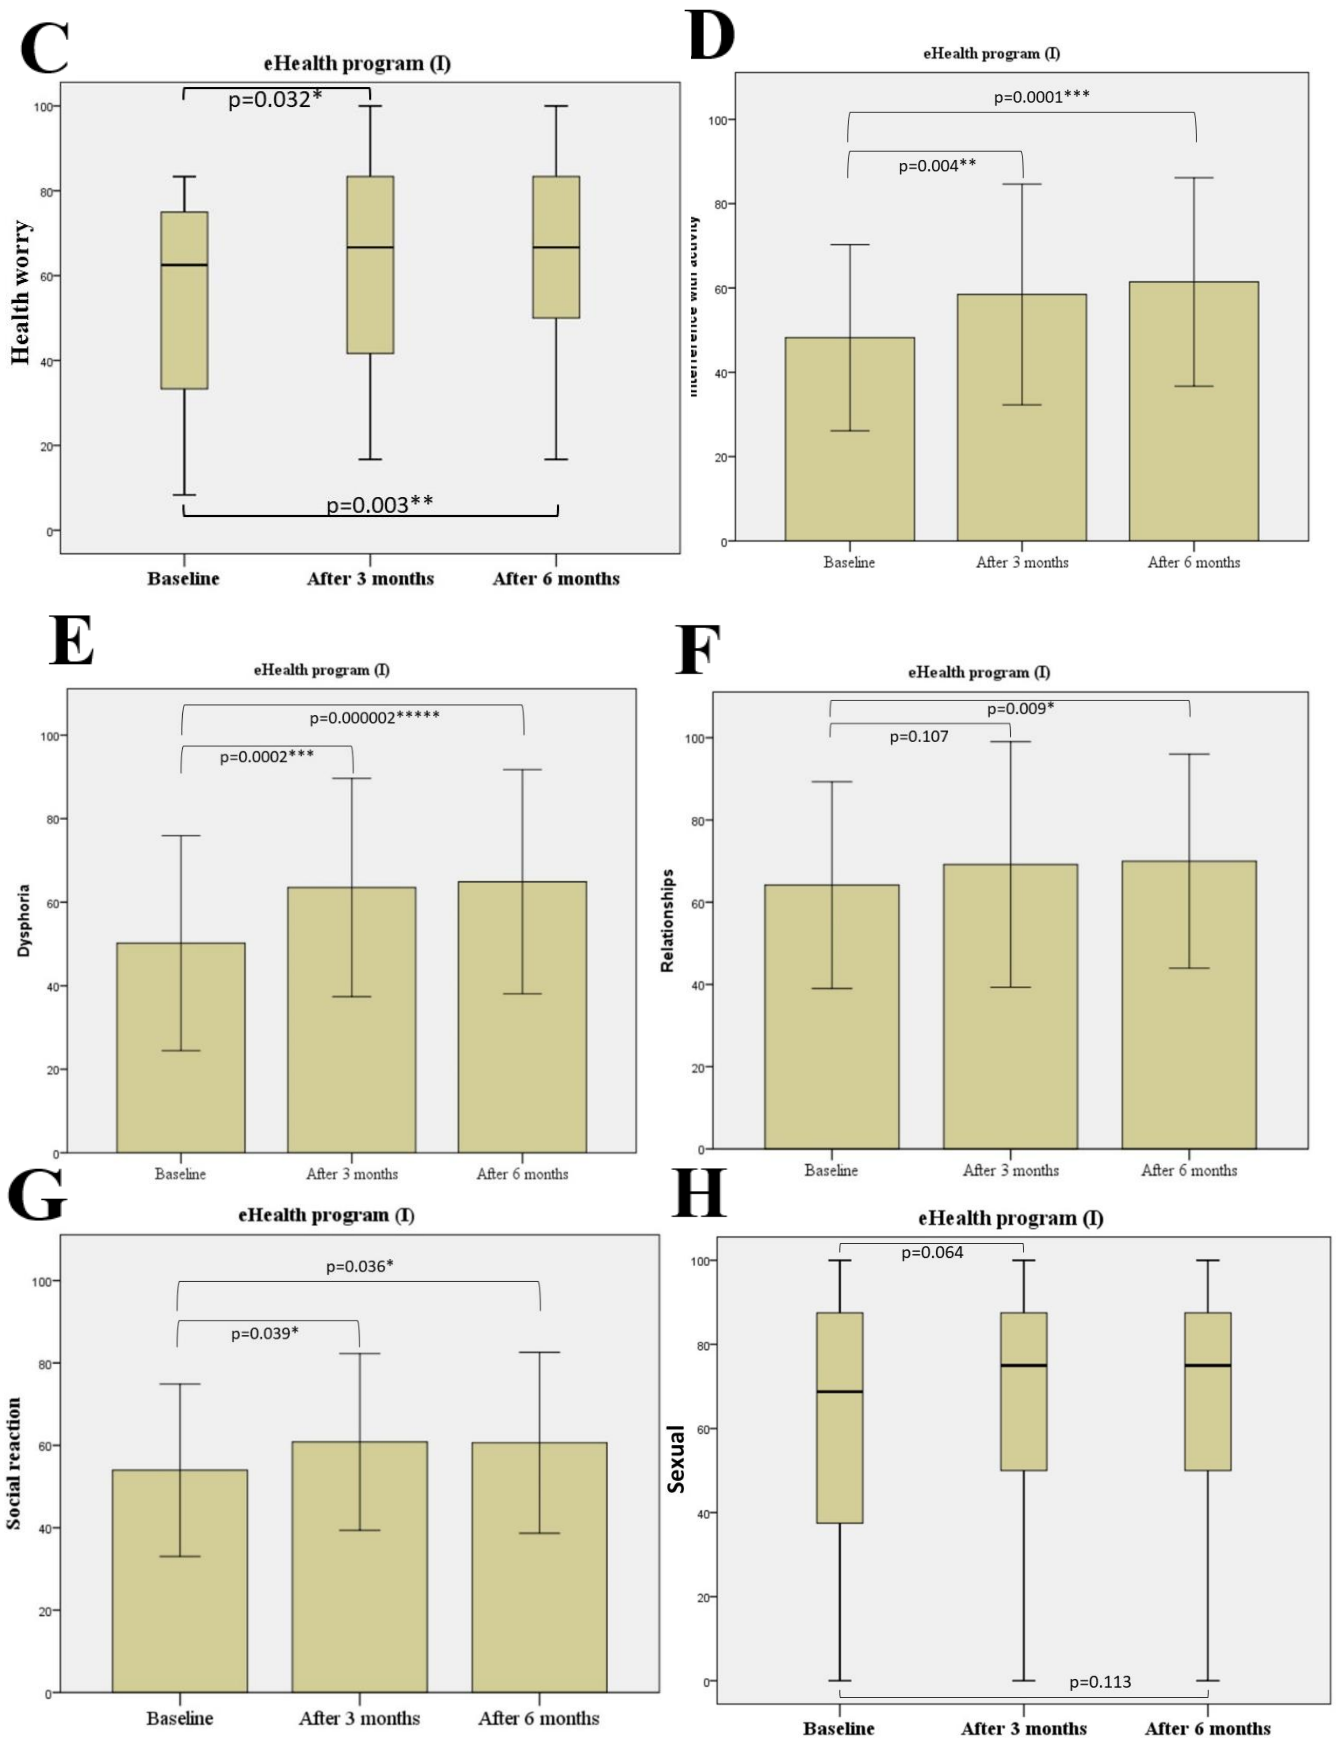 C
eHealth program (I)
p=0.032*
100
80
60
40
20
0
Health worry
p=0.003**
Baseline
After 3 months
After 6 months
D
eHealth program (I)
p=0.0001***
p=0.004**
100
80
60
40
20
0
Baseline
After 3 months
After 6 months
E
eHealth program (I)
p=0.000002*****
p=0.0002***
100
80
60
40
20
0
Dysphoria
Baseline
After 3 months
After 6 months
F
eHealth program (I)
p=0.009*
p=0.107
100
80
60
40
20
0
Relationships
Baseline
After 3 months
After 6 months
G
eHealth program (I)
p=0.036*
p=0.039*
100
80
60
40
20
0
Social reaction
Baseline
After 3 months
After 6 months
H
eHealth program (I)
p=0.064
100
80
60
40
20
0
Sexual
p=0.113
Baseline
After 3 months
After 6 months